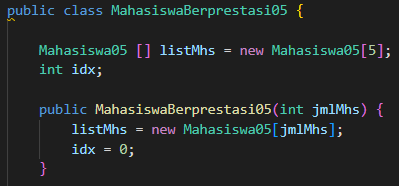 public class MahasiswaBerprestasi05 {
Mahasiswa05 [] listMhs = new Mahasiswa05[5];
int idx;
public MahasiswaBerprestasi05(int jmlMhs) {
listMhs = new Mahasiswa05[jmlMhs];
idx = 0;
}